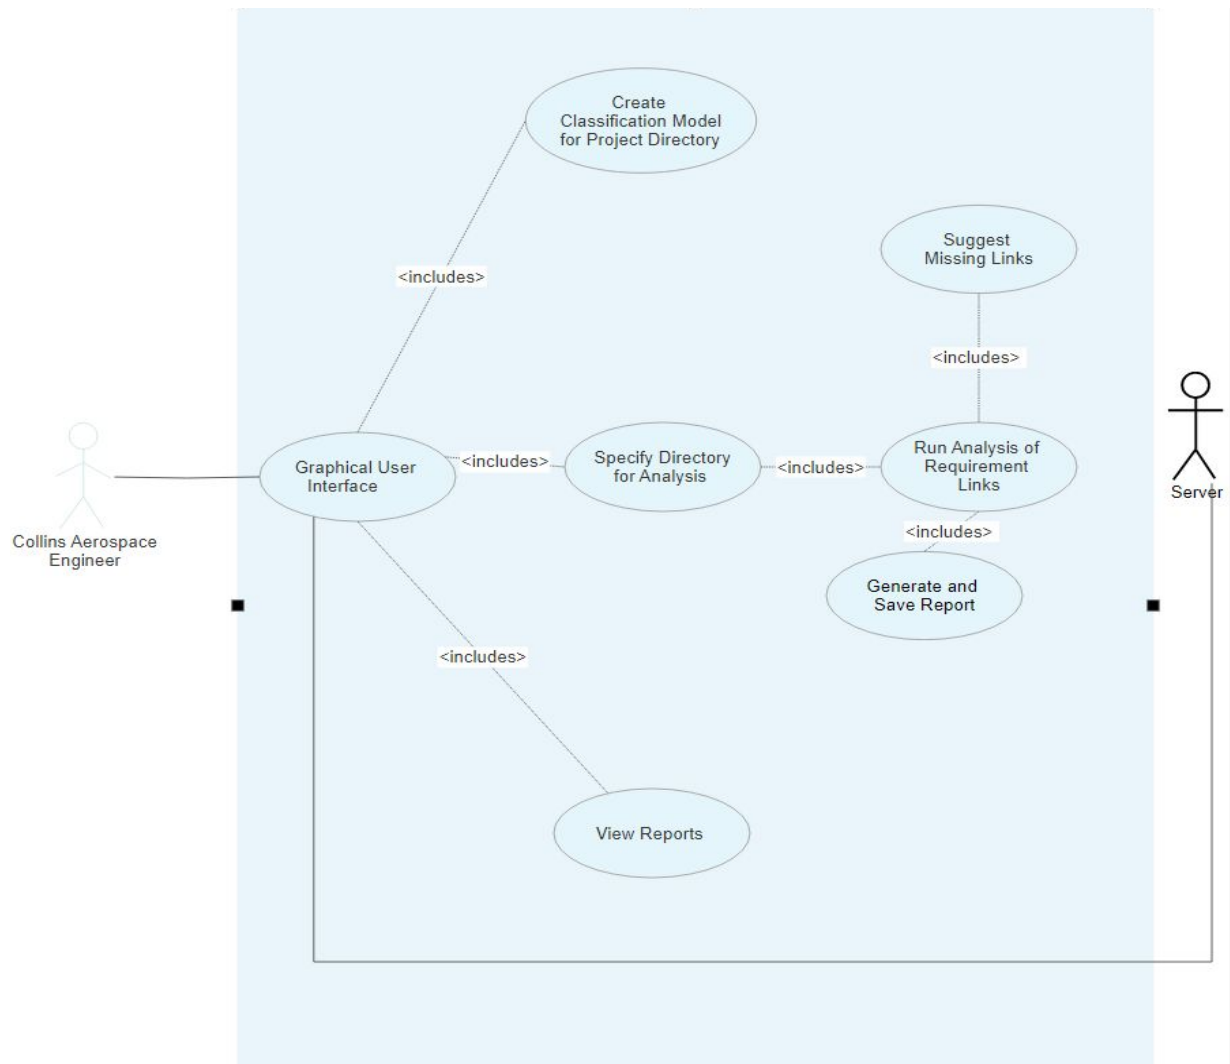 Create
Classification Model
for Project Directory
Suggest
Missing Links
<includes>
<includes>
Graphical User
Interface
<includes>
Specify Directory
for Analysis
<includes>
Run Analysis of
Requirement
Links
Server
<includes>
Collins Aerospace
Engineer
Generate and
Save Report
<includes>
View Reports